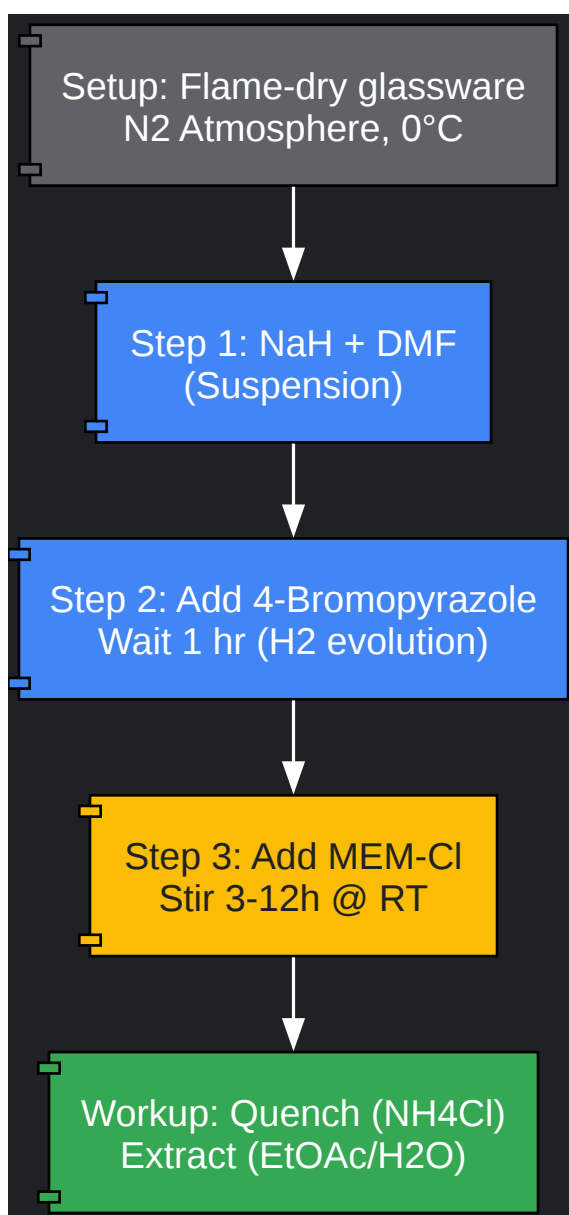 Setup: Flame-dry glassware
N2 Atmosphere, 0°C
Step 1: NaH + DMF
(Suspension)
Step 2: Add 4-Bromopyrazole
Wait 1 hr (H2 evolution)
Step 3: Add MEM-Cl
Stir 3-12h @ RT
Workup: Quench (NH4Cl)
Extract (EtOAc/H2O)